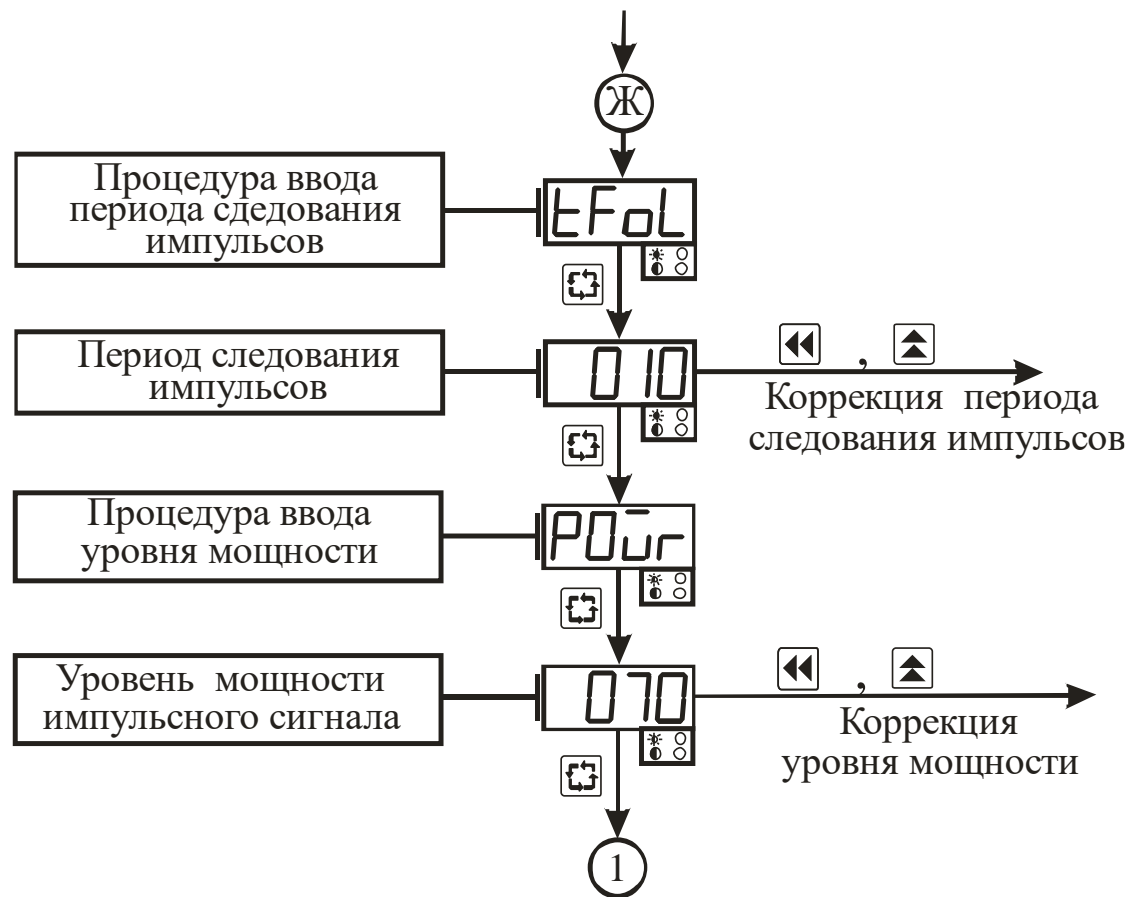 Ж
Процедура ввода
периода сдедования
импульсов
tFoL
Период следования
импульсов
010
,
Коррекция периода
следования импульсов
Процедура ввода
уровня мощности
POwr
Уровень мощности
импульсного сигнала
070
,
Коррекция
уровня мощности
1